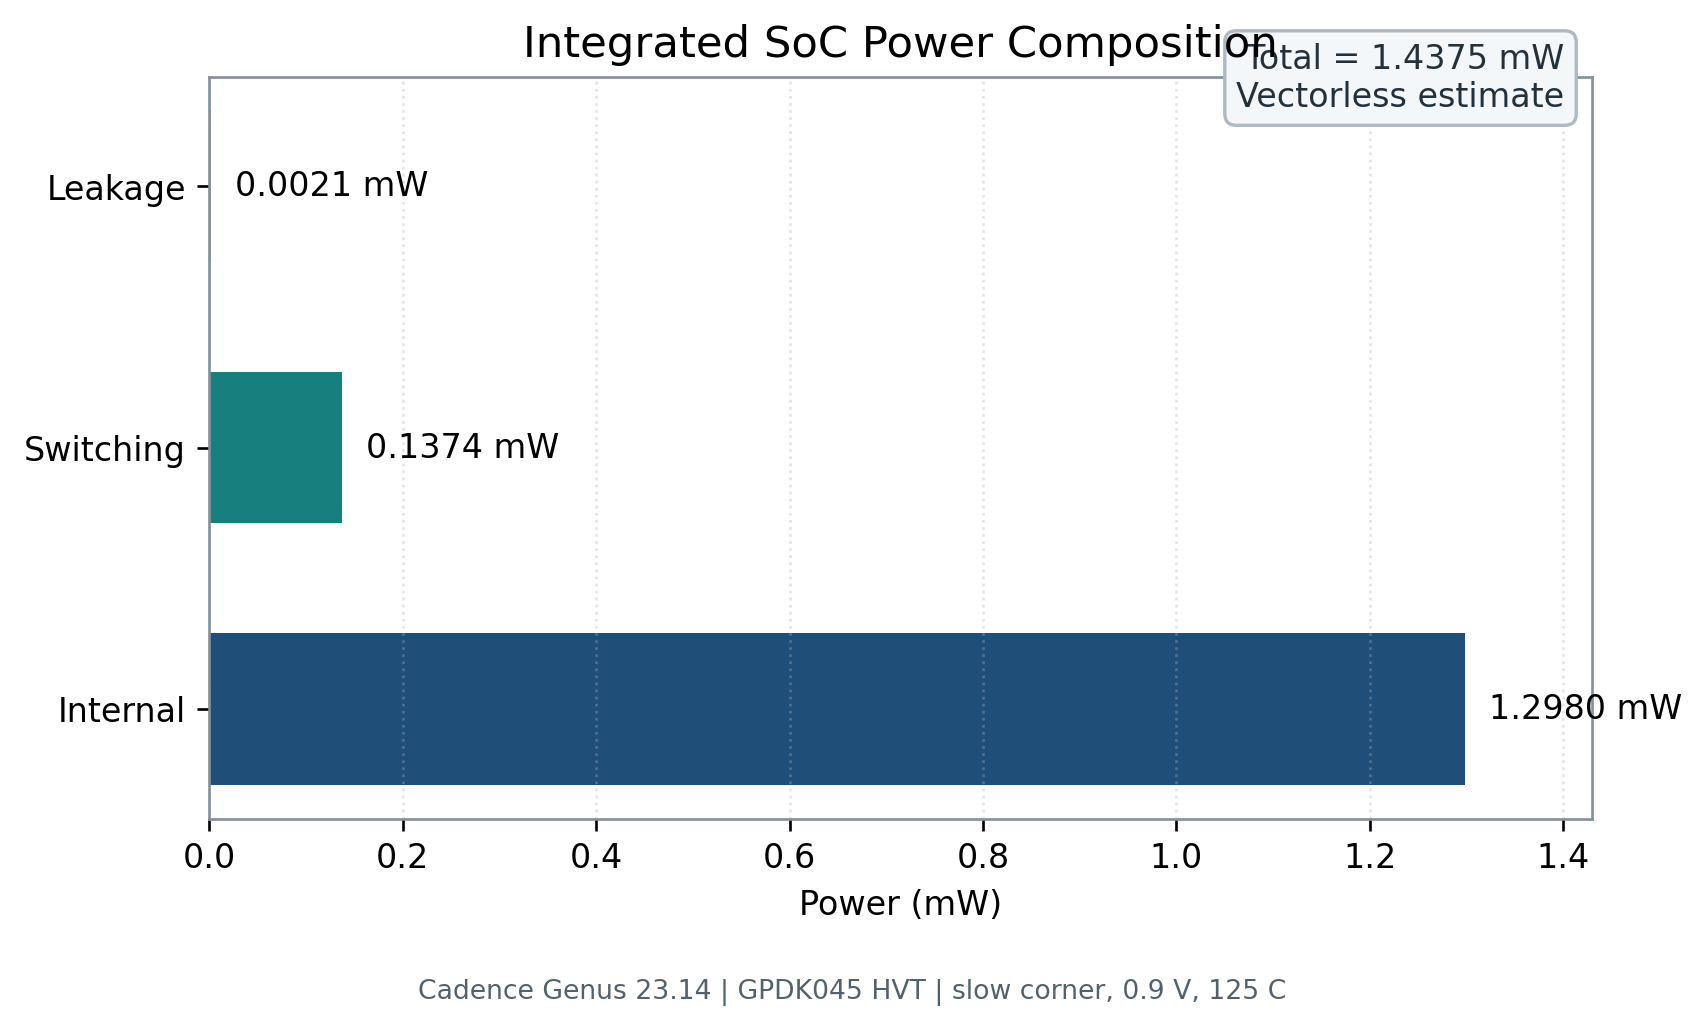 Integrated SoC Power Composition
Total = 1.4375 mW
Vectorless estimate
Leakage
0.0021 mW
Switching
0.1374 mW
Internal
1.2980 mW
0.0 0.2 0.4 0.6 0.8 1.0 1.2 1.4
Power (mW)
Cadence Genus 23.14 | GPDK045 HVT | slow corner, 0.9 V, 125 C